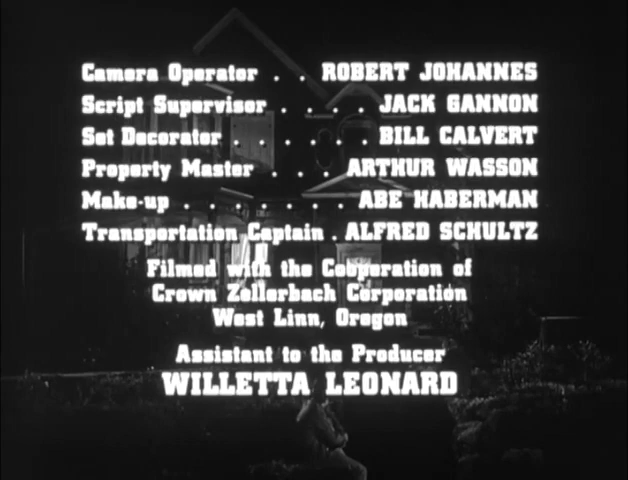 Camera Operator . . ROBERT JOHANNES
Script Supervisor . . . . JACK GANNON
Set Decorator . . . . . . BILL CALVERT
Property Master . . . ARTHUR WASSON
Make-up . . . . . . . ABE HABERMAN
Transportation Captain . ALFRED SCHULTZ
Filmed with the Cooperation of
Crown Zellerbach Corporation
West Linn, Oregon
Assistant to the Producer
WILLETTA LEONARD